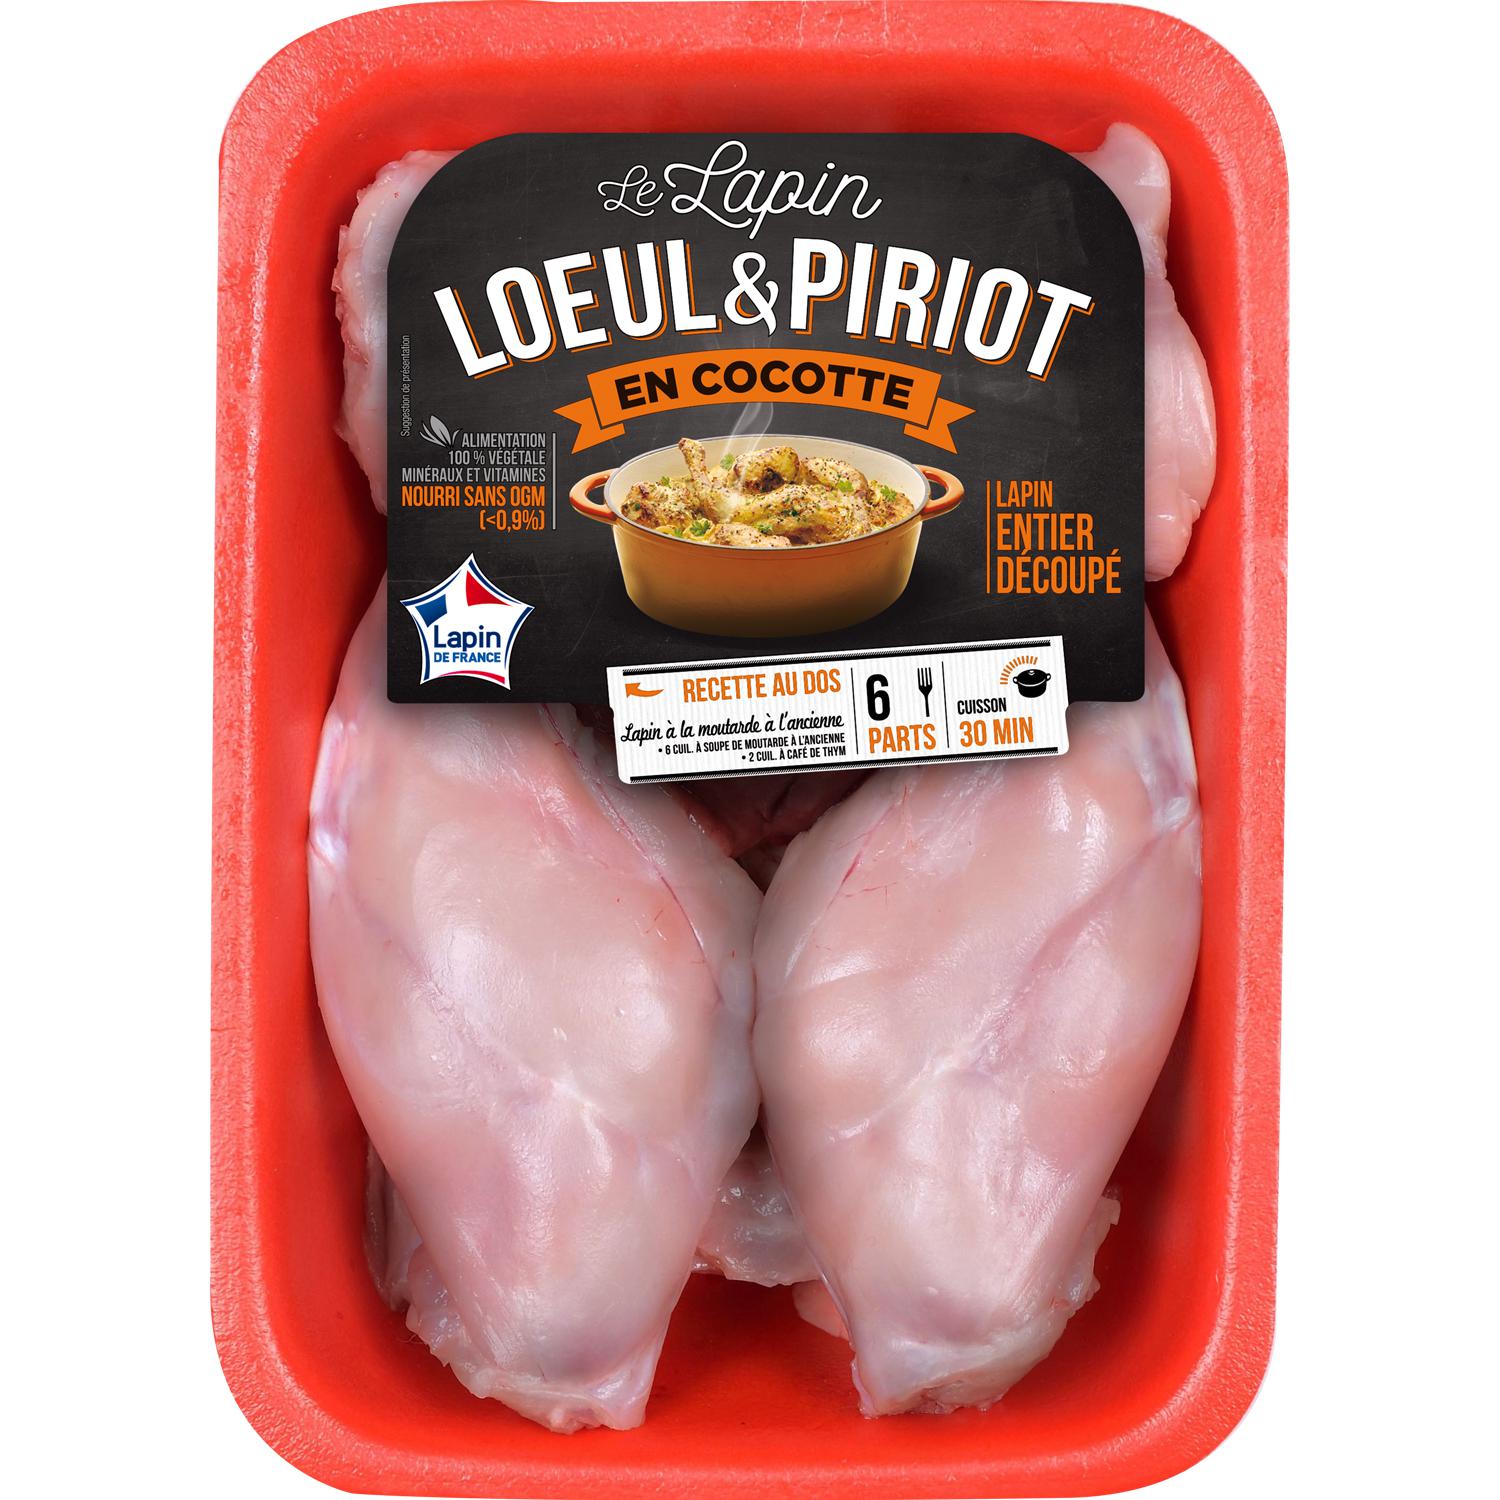 Le Lapin
LOEUL & PIRIOT
EN COCOTTE
Suggestion de présentation
ALIMENTATION
100 % VÉGÉTALE
MINÉRAUX ET VITAMINES
NOURRI SANS OGM
(<0,9%)
LAPIN
ENTIER
DÉCOUPÉ
Lapin
DE FRANCE
RECETTE AU DOS
Lapin à la moutarde à l'ancienne
• 6 CUIL. À SOUPE DE MOUTARDE À L'ANCIENNE
• 2 CUIL. À CAFÉ DE THYM
6
PARTS
CUISSON
30 MIN